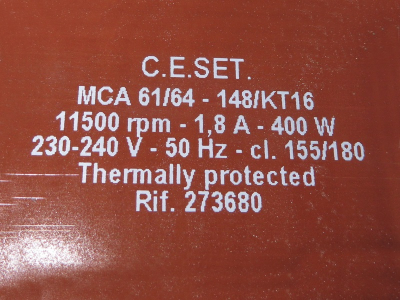 C.E.SET.
MCA 61/64 - 148/KT16
11500 rpm - 1,8 A - 400 W
230-240 V - 50 Hz - cl. 155/180
Thermally protected
Rif. 273680